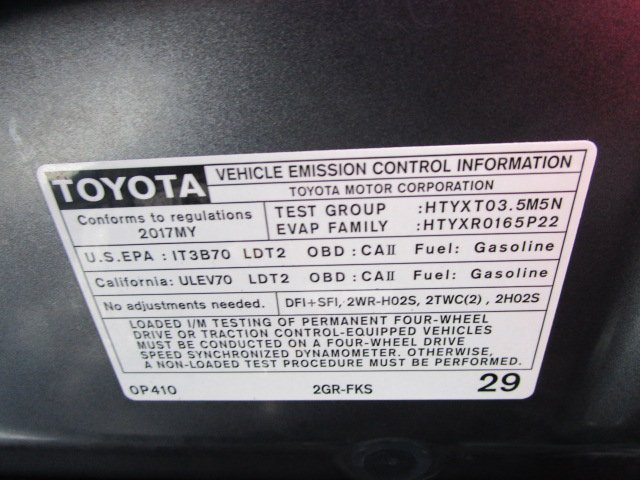 TOYOTA
VEHICLE EMISSION CONTROL INFORMATION
TOYOTA MOTOR CORPORATION
Conforms to regulations
2017MY
TEST GROUP :HTYXT03.5M5N
EVAP FAMILY :HTYXR0165P22
U.S.EPA : IT3B70 LDT2 OBD : CAII Fuel: Gasoline
California: ULEV70 LDT2 OBD : CAII Fuel: Gasoline
No adjustments needed. DFI+SFI, 2WR-HO2S, 2TWC(2) , 2HO2S
LOADED I/M TESTING OF PERMANENT FOUR-WHEEL
DRIVE OR TRACTION CONTROL-EQUIPPED VEHICLES
MUST BE CONDUCTED ON A FOUR-WHEEL DRIVE
SPEED SYNCHRONIZED DYNAMOMETER. OTHERWISE,
A NON-LOADED TEST PROCEDURE MUST BE PERFORMED.
0P410 2GR-FKS 29